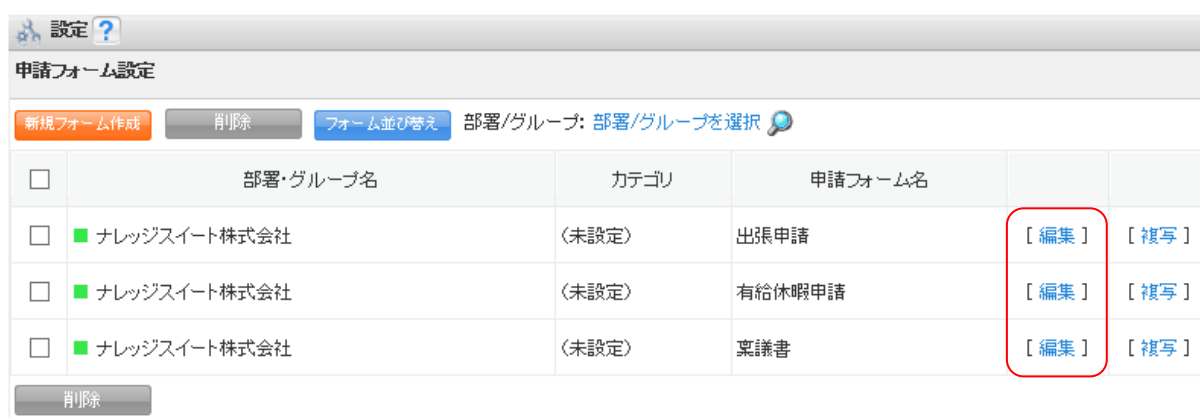 設定 ?
申請フォーム設定
新規フォーム作成 削除 フォーム並び替え 部署/グループ: 部署/グループを選択
部署・グループ名 カテゴリ 申請フォーム名
ナレッジスイート株式会社 (未設定) 出張申請 [ 編集 ] [ 複写 ]
ナレッジスイート株式会社 (未設定) 有給休暇申請 [ 編集 ] [ 複写 ]
ナレッジスイート株式会社 (未設定) 稟議書 [ 編集 ] [ 複写 ]
削除